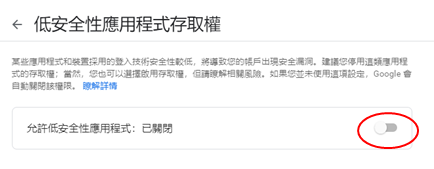 低安全性應用程式存取權
某些應用程式和裝置採用的登入技術安全性較低，將導致您的帳戶出現安全漏洞。建議您停用這類應用程
式的存取權；當然，您也可以選擇啟用存取權，但請瞭解相關風險。如果您並未使用這項設定，Google 會
自動關閉該權限。瞭解詳情
允許低安全性應用程式：已關閉